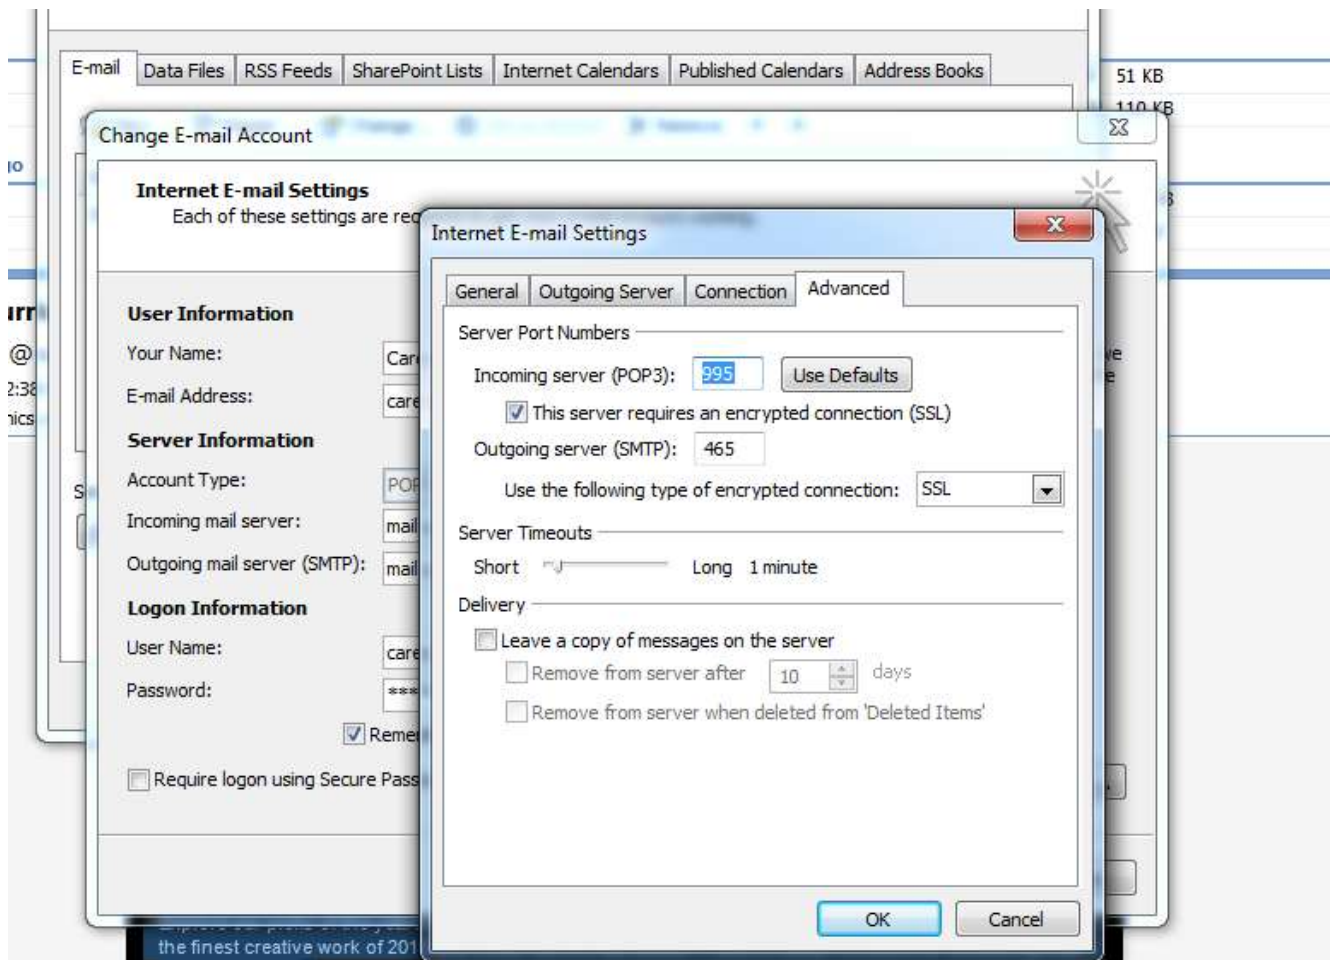 E-mail Data Files RSS Feeds SharePoint Lists Internet Calendars Published Calendars Address Books
51 KB
110 KB
Change E-mail Account
Internet E-mail Settings
Each of these settings are
Internet E-mail Settings
General Outgoing Server Connection Advanced
Server Port Numbers
Incoming server (POP3): 995 Use Defaults
This server requires an encrypted connection (SSL)
Outgoing server (SMTP): 465
Use the following type of encrypted connection: SSL
Server Timeouts
Short Long 1 minute
Delivery
Leave a copy of messages on the server
Remove from server after 10 days
Remove from server when deleted from 'Deleted Items'
OK Cancel
User Information
Your Name:
E-mail Address:
Server Information
Account Type:
Incoming mail server: mail
Outgoing mail server (SMTP): mail
Logon Information
User Name:
Password: ***
Require logon using Secure
@
the finest creative work of